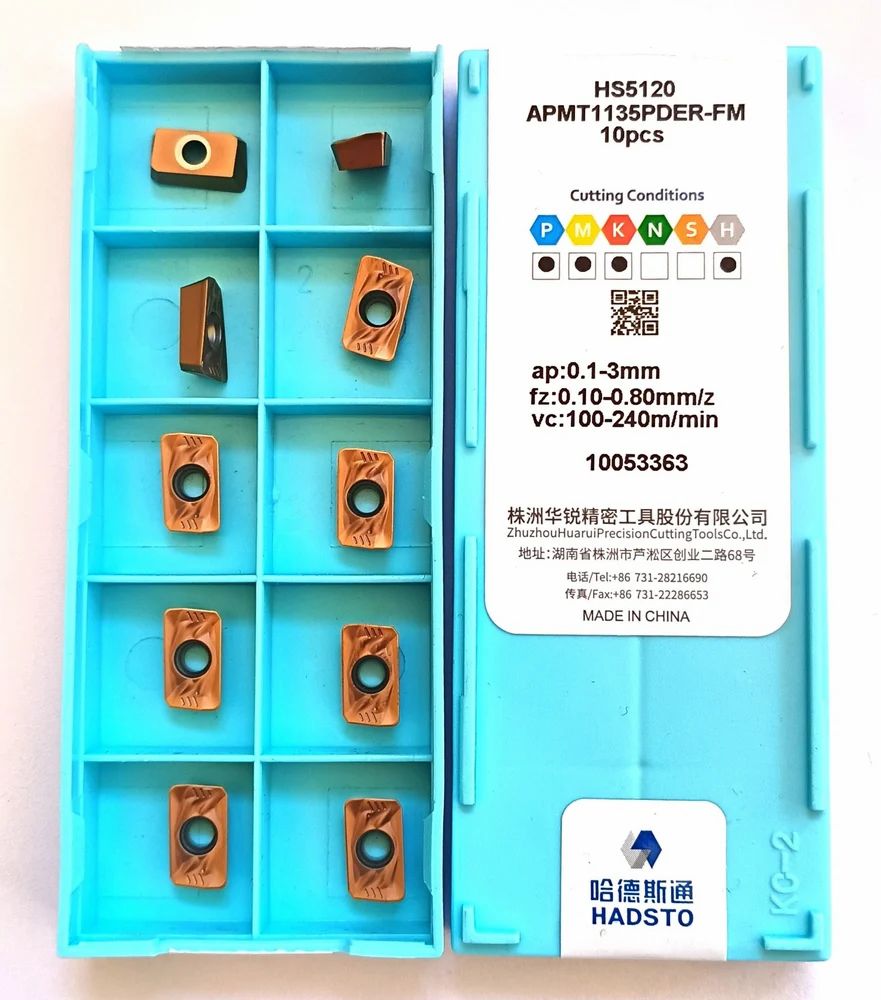 2
HS5120
APMT1135PDER-FM
10pcs
Cutting Conditions
P M K N S H
ap:0.1-3mm
fz:0.10-0.80mm/z
vc:100-240m/min
10053363
株洲华锐精密工具股份有限公司
ZhuzhouHuaruiPrecisionCuttingToolsCo.,Ltd.
地址:湖南省株洲市芦淞区创业二路68号
电话/Tel:+86 731-28216690
传真/Fax:+86 731-22286653
MADE IN CHINA
KC-2
哈德斯通
HADSTO